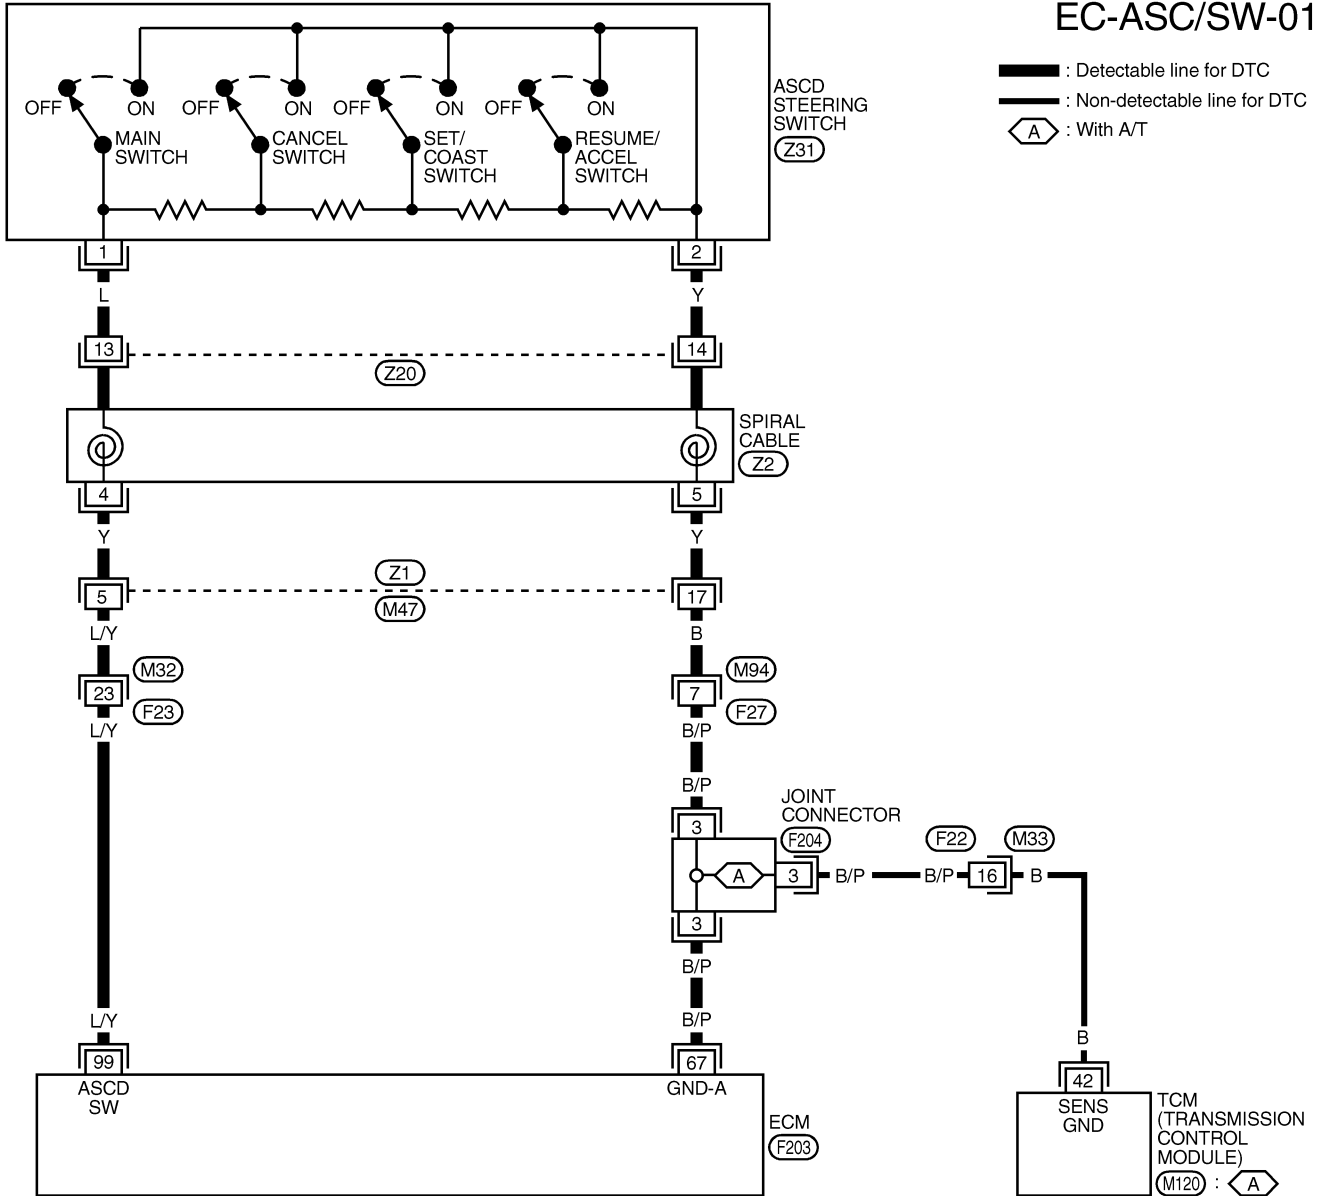 EC-ASC/SW-01
: Detectable line for DTC
: Non-detectable line for DTC
A : With A/T
ASCD
STEERING
SWITCH
Z31
OFF ON OFF ON OFF ON OFF ON
MAIN
SWITCH
CANCEL
SWITCH
SET/
COAST
SWITCH
RESUME/
ACCEL
SWITCH
1 2
L Y
13 14
Z20
SPIRAL
CABLE
Z2
4 5
Y Y
Z1
5 17
M47
L/Y B
M32 M94
23 7
F23 F27
L/Y B/P
B/P
JOINT
CONNECTOR
F204
3
A 3 B/P B/P
F22 M33
16 B
3
B/P
L/Y B/P
B
99 67
42
ASCD
SW
GND-A
SENS
GND
ECM
F203
TCM
(TRANSMISSION
CONTROL
MODULE)
M120 : A